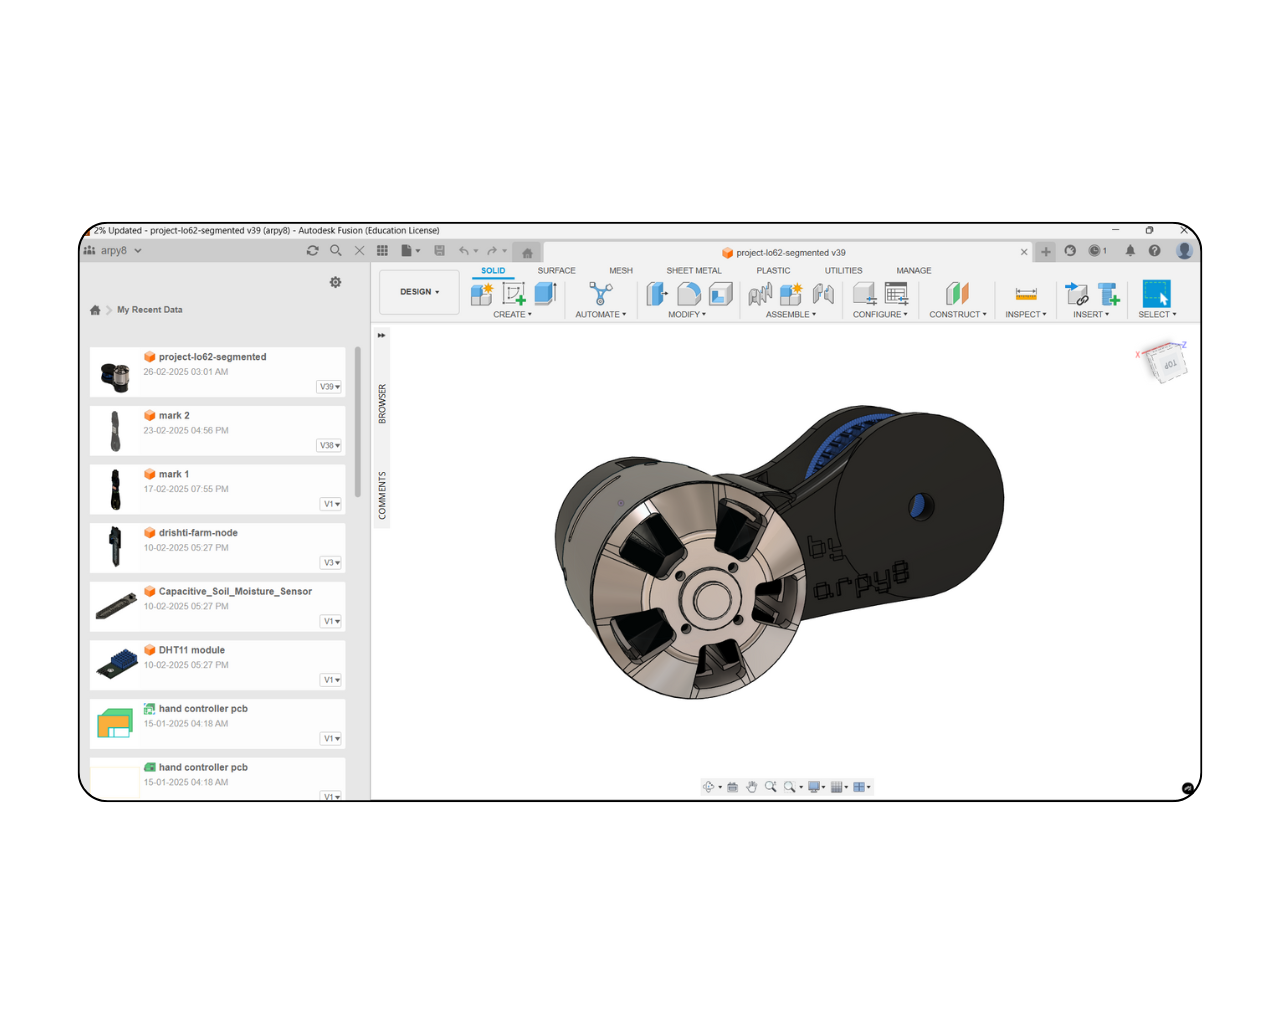 2% Updated - project-lo62-segmented v39 (arpy8) - Autodesk Fusion (Education License)
arpy8
project-lo62-segmented v39
1
SOLID SURFACE MESH SHEET METAL PLASTIC UTILITIES MANAGE
DESIGN
CREATE AUTOMATE MODIFY ASSEMBLE CONFIGURE CONSTRUCT INSPECT INSERT SELECT
My Recent Data
project-lo62-segmented
26-02-2025 03:01 AM
V39
mark 2
23-02-2025 04:56 PM
V38
mark 1
17-02-2025 07:55 PM
V1
drishti-farm-node
10-02-2025 05:27 PM
V3
Capacitive_Soil_Moisture_Sensor
10-02-2025 05:27 PM
V1
DHT11 module
10-02-2025 05:27 PM
V1
hand controller pcb
15-01-2025 04:18 AM
V1
hand controller pcb
15-01-2025 04:18 AM
V1
BROWSER
COMMENTS
X
Z
TOP
by
arpy8